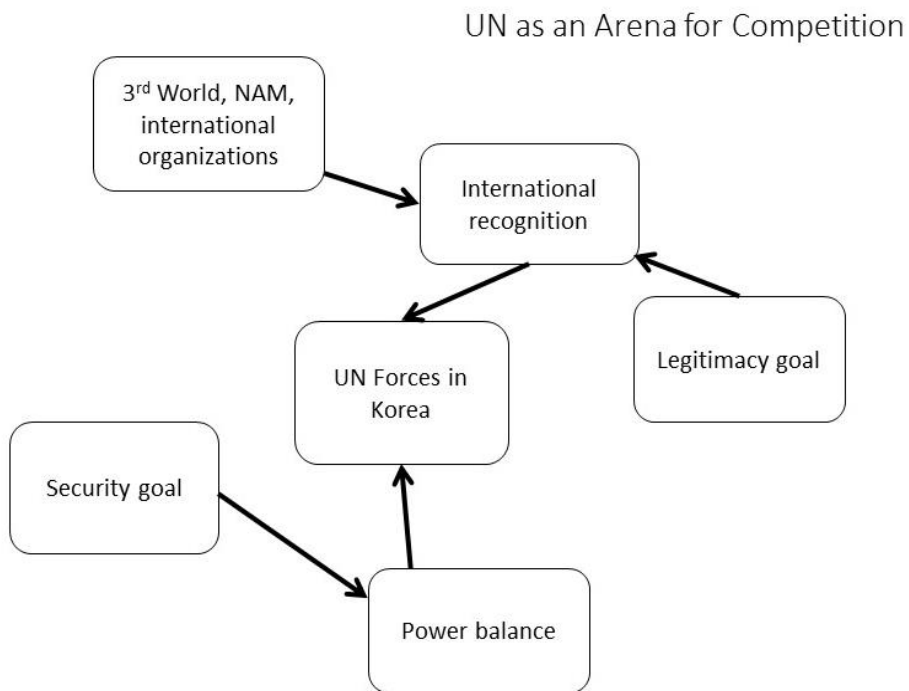 UN as an Arena for Competition
3rd World, NAM,
international
organizations
International
recognition
Legitimacy goal
UN Forces in
Korea
Security goal
Power balance